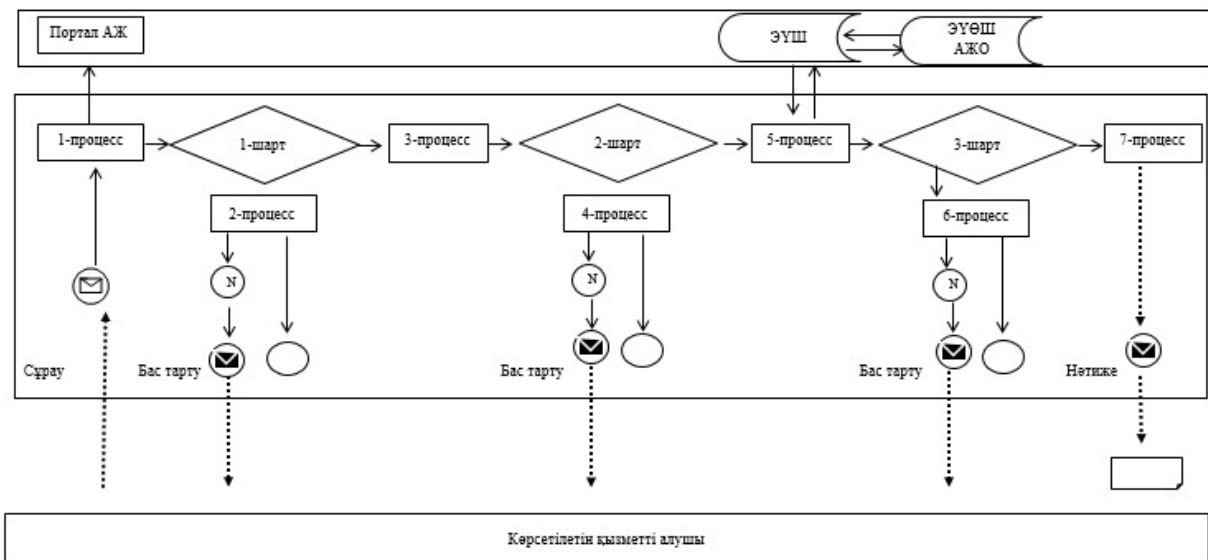 Портал АЖ
ЭҮШ
ЭҮӨШ
АЖО
1-процесс
1-шарт
3-процесс
2-шарт
5-процесс
3-шарт
7-процесс
2-процесс
4-процесс
6-процесс
N
N
N
Сұрау
Бас тарту
Бас тарту
Бас тарту
Нәтиже
Көрсетілетін қызметті алушы